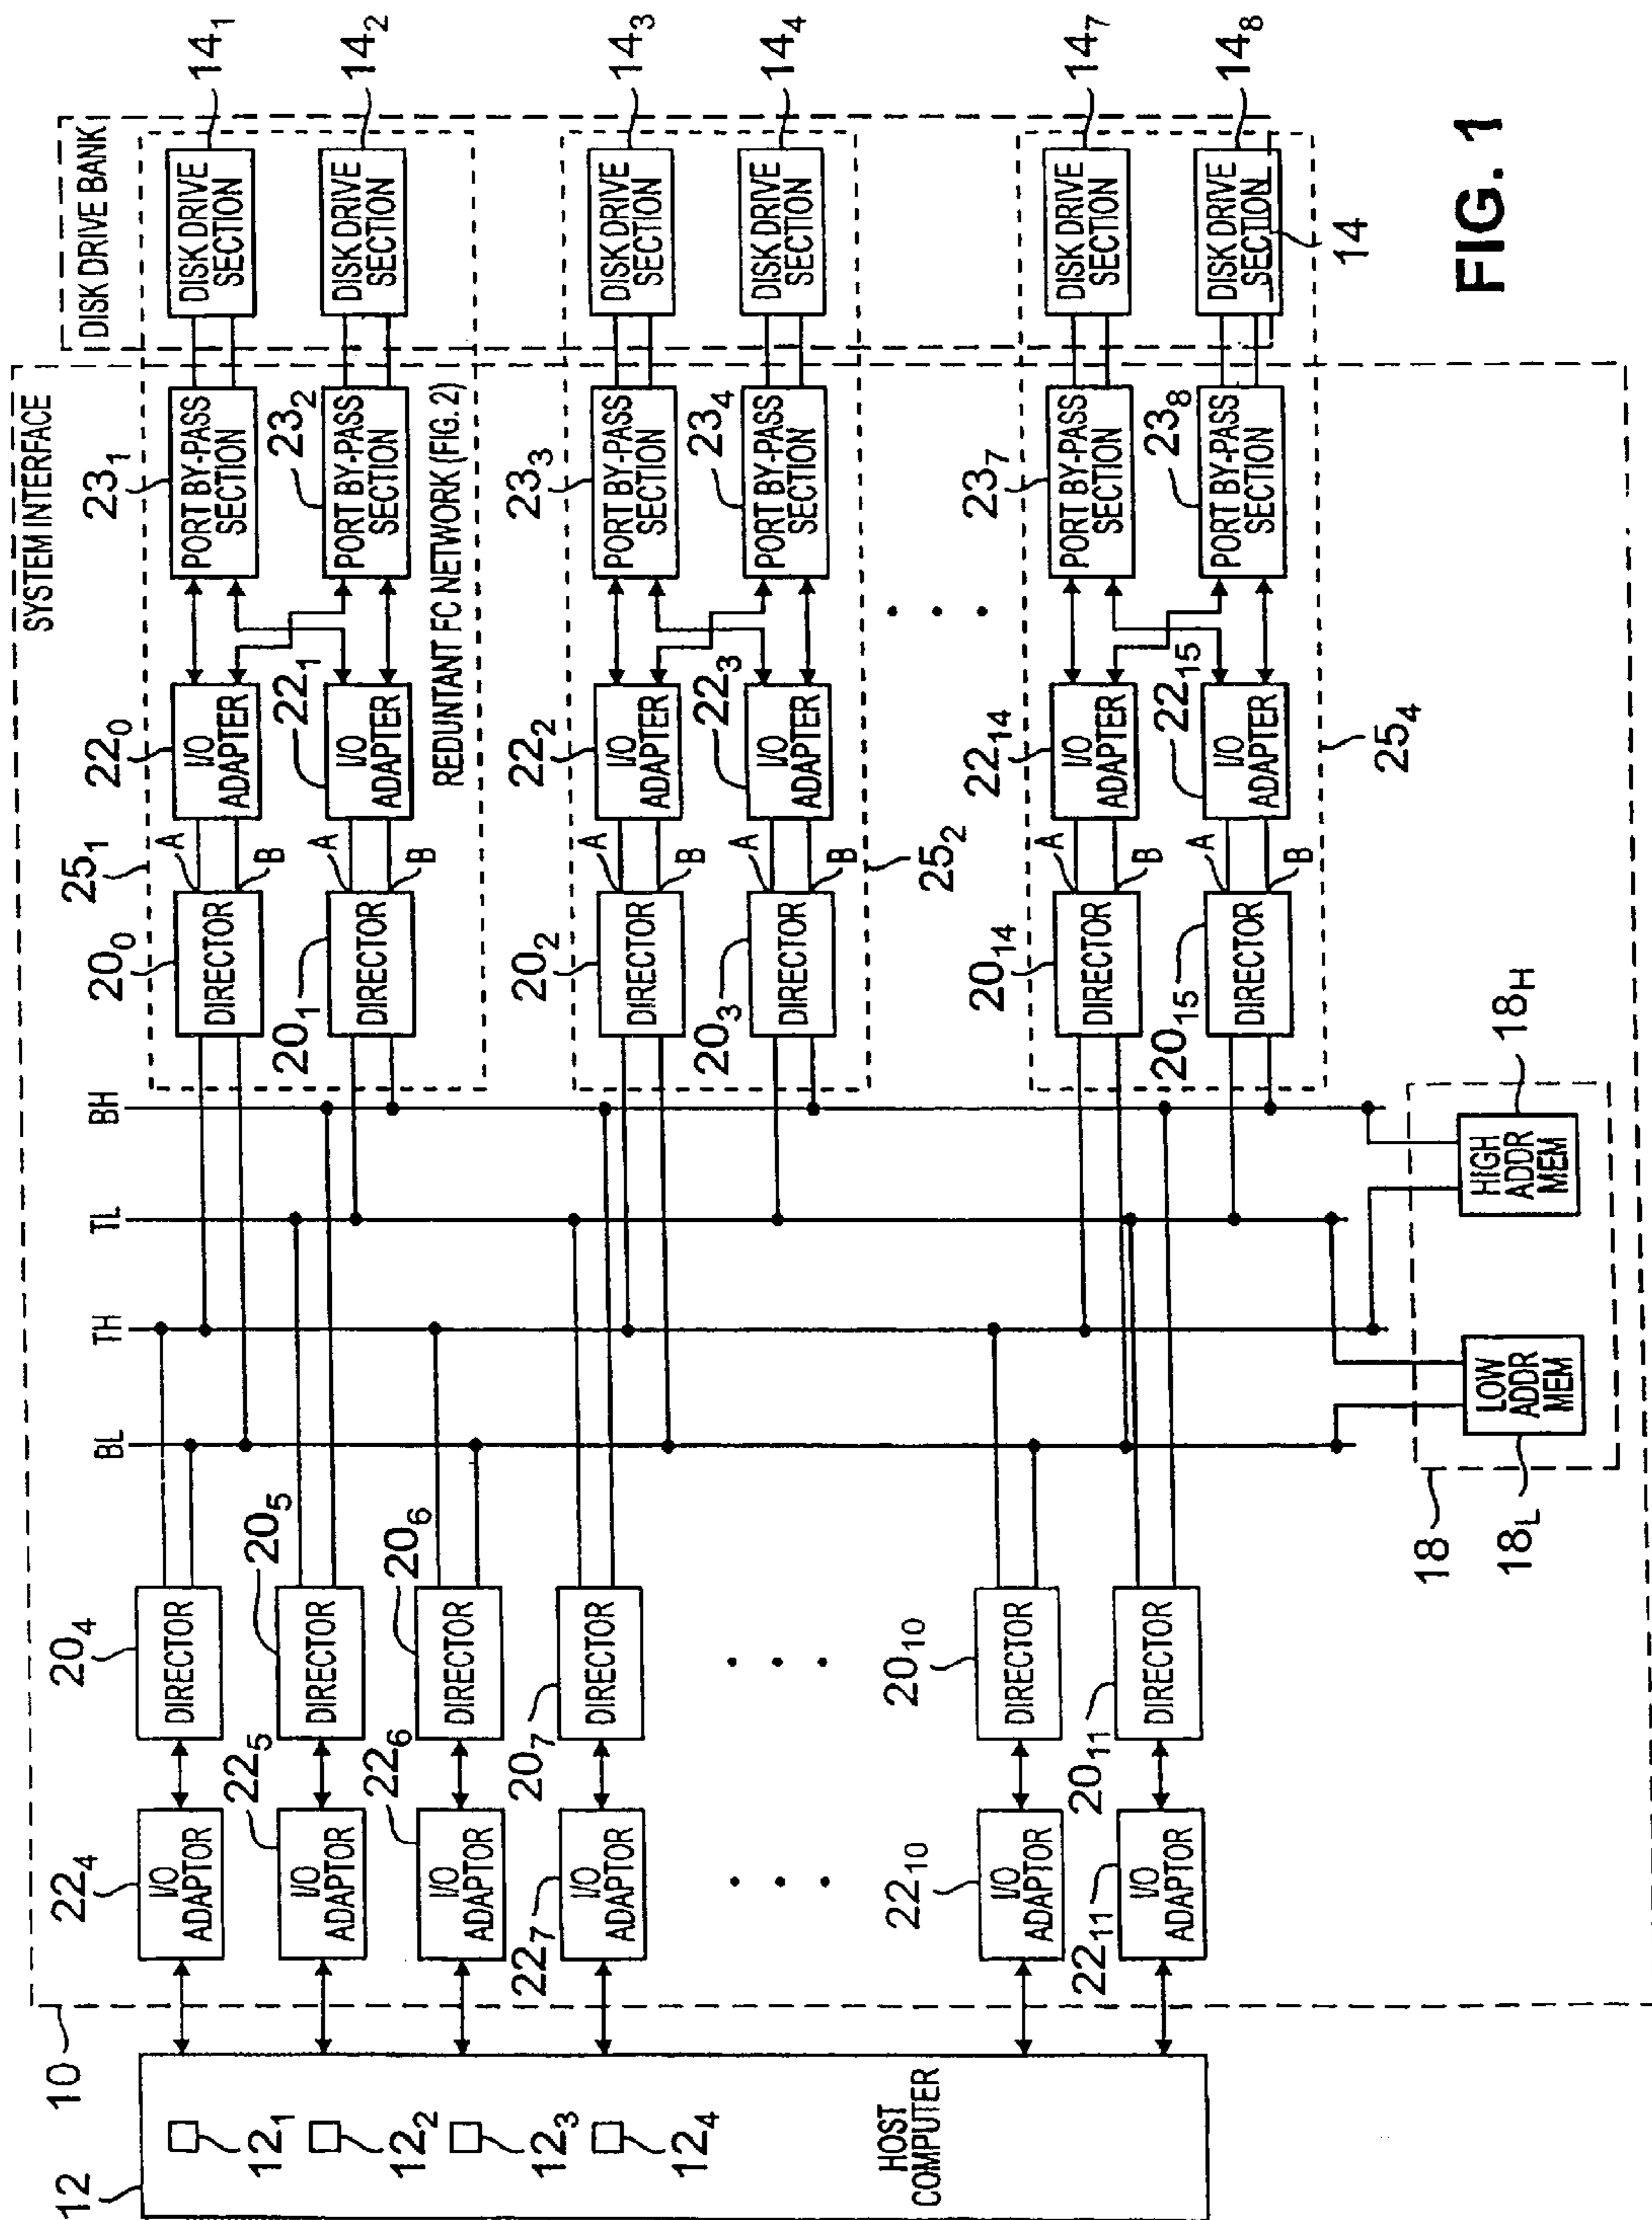 SYSTEM INTERFACE
DISK DRIVE BANK
10
12
12₁
12₂
12₃
12₄
HOST
COMPUTER
22₄
I/O
ADAPTOR
20₄
DIRECTOR
22₅
I/O
ADAPTOR
20₅
DIRECTOR
22₆
I/O
ADAPTOR
20₆
DIRECTOR
22₇
I/O
ADAPTOR
20₇
DIRECTOR
22₁₀
I/O
ADAPTOR
20₁₀
DIRECTOR
22₁₁
I/O
ADAPTOR
20₁₁
DIRECTOR
BL
TH
TL
BH
18
18L
LOW
ADDR
MEM
18H
HIGH
ADDR
MEM
25₁
20₀
DIRECTOR
A
B
22₀
I/O
ADAPTER
23₁
PORT BY-PASS
SECTION
DISK DRIVE
SECTION
14₁
20₁
DIRECTOR
A
B
22₁
I/O
ADAPTER
23₂
PORT BY-PASS
SECTION
DISK DRIVE
SECTION
14₂
REDUNTANT FC NETWORK (FIG. 2)
20₂
DIRECTOR
A
B
22₂
I/O
ADAPTER
23₃
PORT BY-PASS
SECTION
DISK DRIVE
SECTION
14₃
20₃
DIRECTOR
A
B
22₃
I/O
ADAPTER
23₄
PORT BY-PASS
SECTION
DISK DRIVE
SECTION
14₄
25₂
20₁₄
DIRECTOR
A
B
22₁₄
I/O
ADAPTER
23₇
PORT BY-PASS
SECTION
DISK DRIVE
SECTION
14₇
20₁₅
DIRECTOR
A
B
22₁₅
I/O
ADAPTER
23₈
PORT BY-PASS
SECTION
DISK DRIVE
SECTION
14₈
25₄
14
FIG. 1